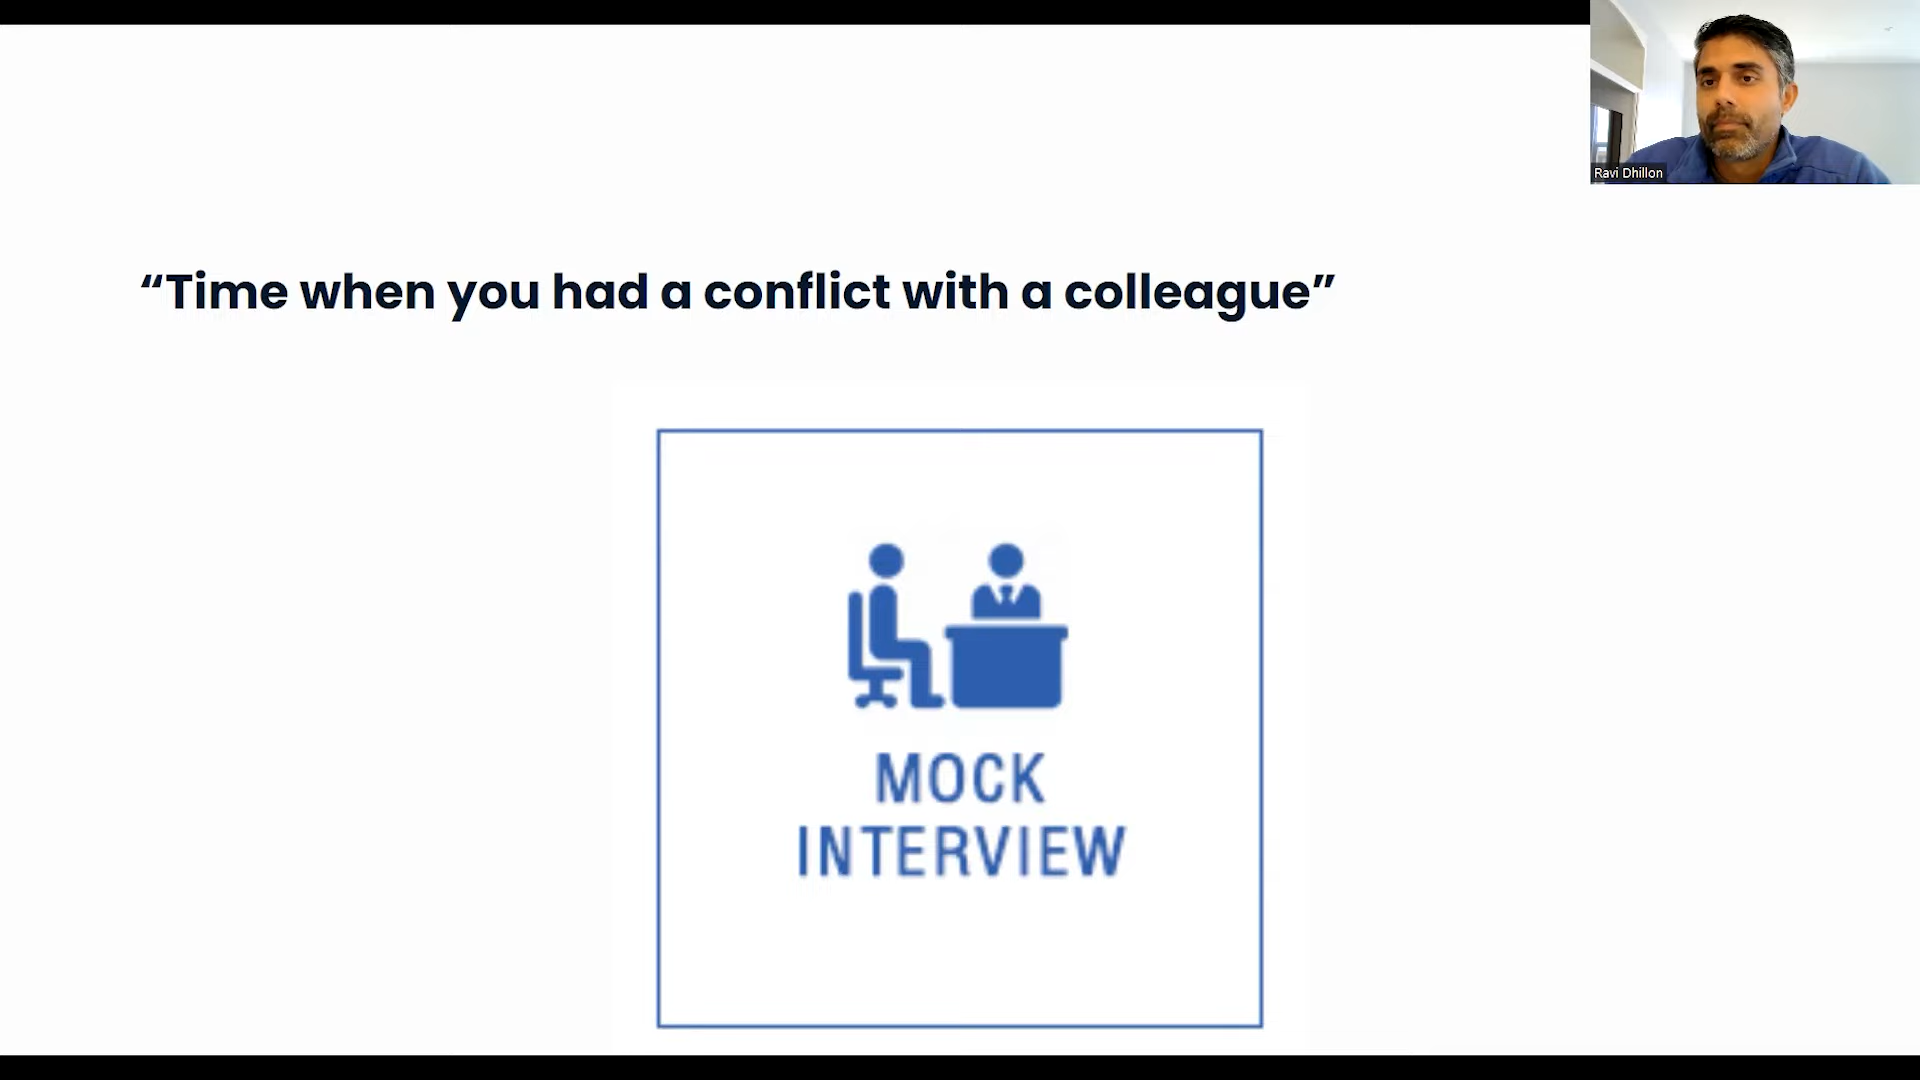 Ravi Dhillon
“Time when you had a conflict with a colleague”
MOCK
INTERVIEW